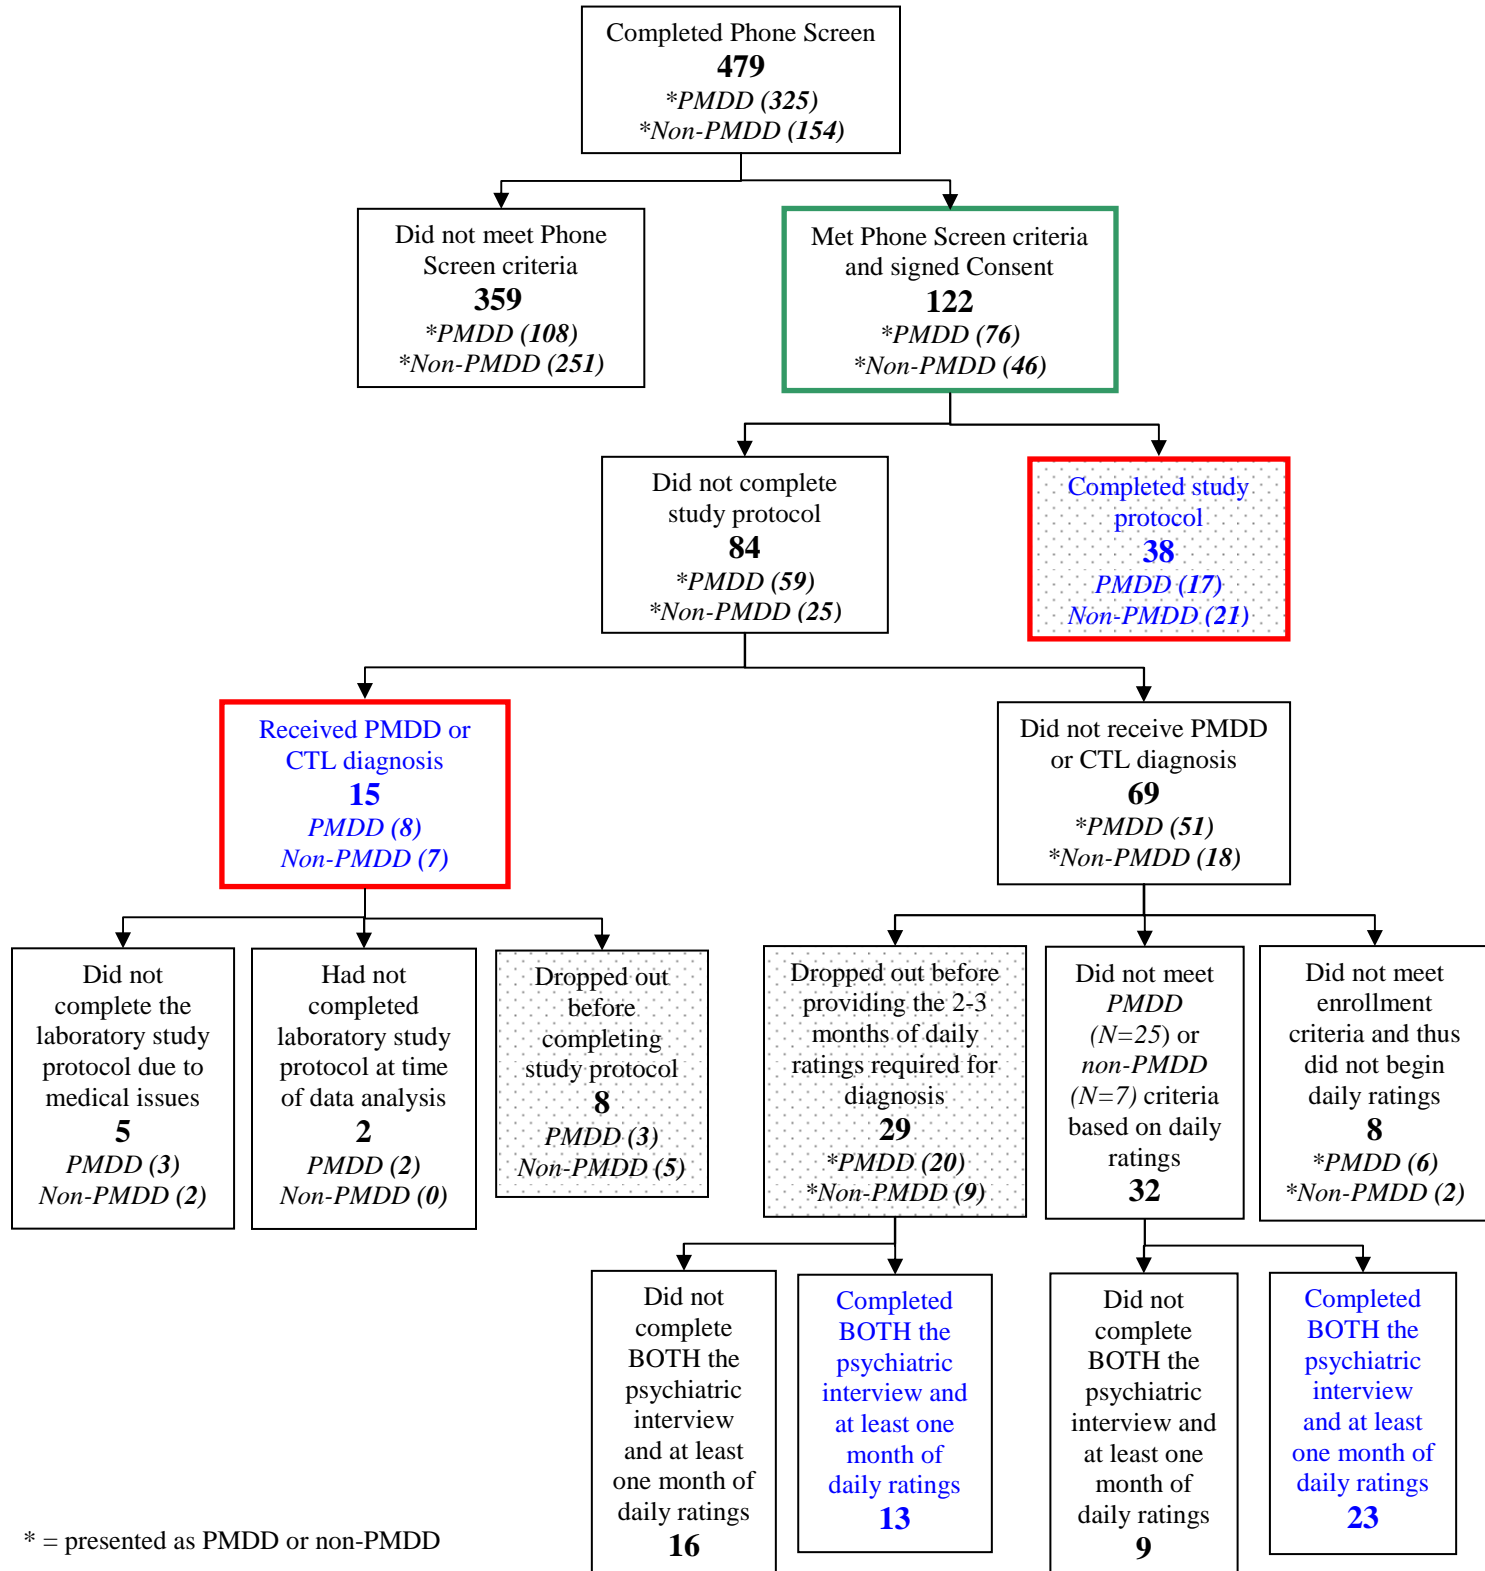 Completed Phone Screen
479
*PMDD (325)
*Non-PMDD (154)
Did not meet Phone
Screen criteria
359
*PMDD (108)
*Non-PMDD (251)
Met Phone Screen criteria
and signed Consent
122
*PMDD (76)
*Non-PMDD (46)
Did not complete
study protocol
84
*PMDD (59)
*Non-PMDD (25)
Completed study
protocol
38
PMDD (17)
Non-PMDD (21)
Received PMDD or
CTL diagnosis
15
PMDD (8)
Non-PMDD (7)
Did not receive PMDD
or CTL diagnosis
69
*PMDD (51)
*Non-PMDD (18)
Did not
complete the
laboratory study
protocol due to
medical issues
5
PMDD (3)
Non-PMDD (2)
Had not
completed
laboratory study
protocol at time
of data analysis
2
PMDD (2)
Non-PMDD (0)
Dropped out
before
completing
study protocol
8
PMDD (3)
Non-PMDD (5)
Dropped out before
providing the 2-3
months of daily
ratings required for
diagnosis
29
*PMDD (20)
*Non-PMDD (9)
Did not meet
PMDD
(N=25) or
non-PMDD
(N=7) criteria
based on daily
ratings
32
Did not meet
enrollment
criteria and thus
did not begin
daily ratings
8
*PMDD (6)
*Non-PMDD (2)
Did not
complete
BOTH the
psychiatric
interview
and at least
one month of
daily ratings
16
Completed
BOTH the
psychiatric
interview and
at least one
month of
daily ratings
13
Did not
complete
BOTH the
psychiatric
interview and
at least one
month of
daily ratings
9
Completed
BOTH the
psychiatric
interview
and at least
one month of
daily ratings
23
* = presented as PMDD or non-PMDD